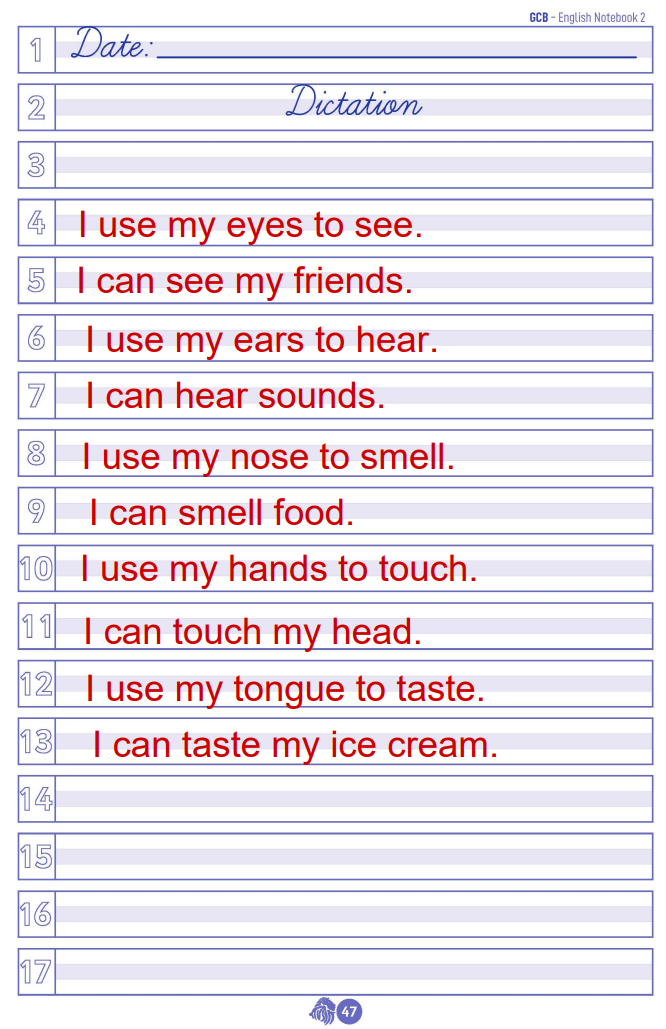 GCB - English Notebook 2
1 Date:
2 Dictation
3
4 I use my eyes to see.
5 I can see my friends.
6 I use my ears to hear.
7 I can hear sounds.
8 I use my nose to smell.
9 I can smell food.
10 I use my hands to touch.
11 I can touch my head.
12 I use my tongue to taste.
13 I can taste my ice cream.
14
15
16
17
47